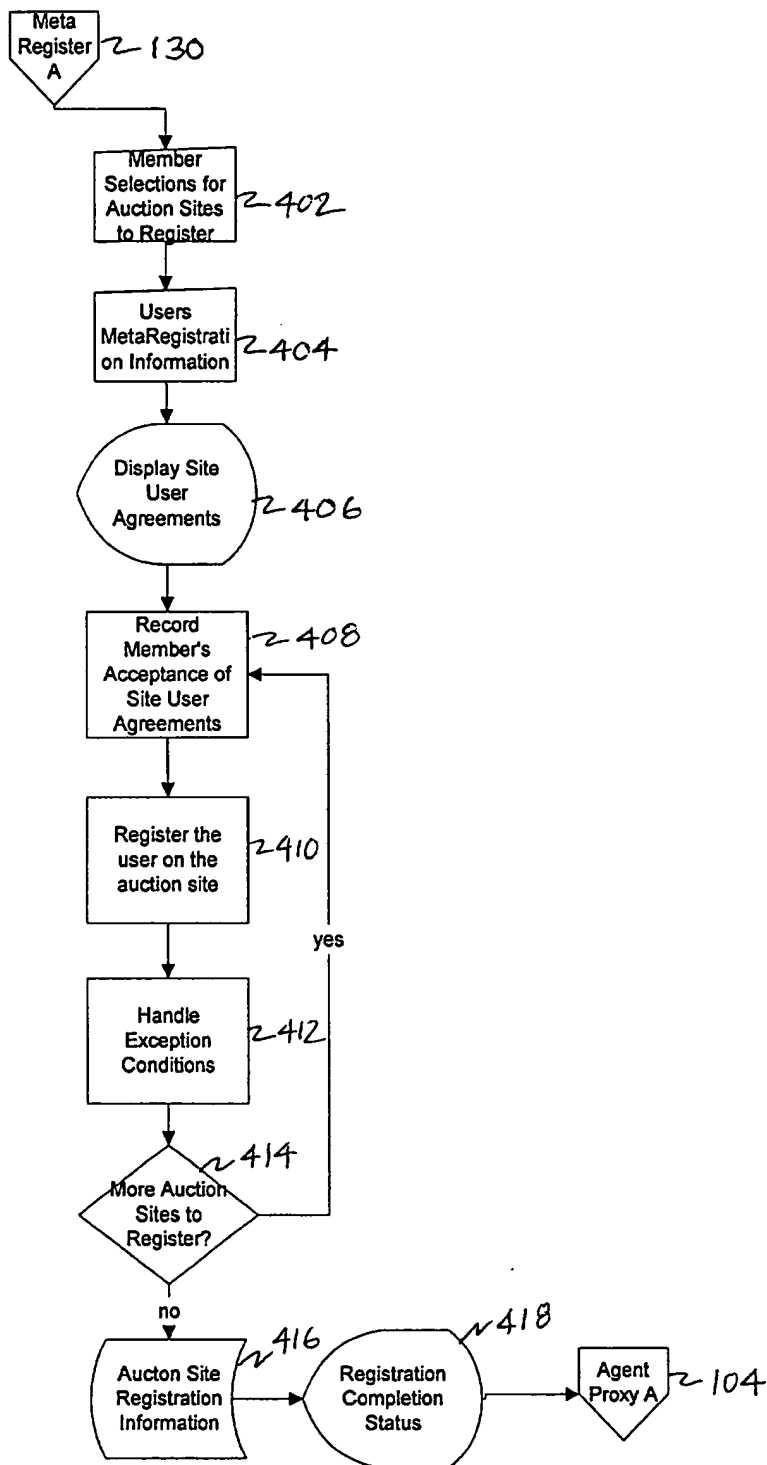 Meta
Register
A
130
Member
Selections for
Auction Sites
to Register
402
Users
MetaRegistrati
on Information
404
Display Site
User
Agreements
406
Record
Member's
Acceptance of
Site User
Agreements
408
Register the
user on the
auction site
410
yes
Handle
Exception
Conditions
412
414
More Auction
Sites to
Register?
no
416
Aucton Site
Registration
Information
418
Registration
Completion
Status
Agent
Proxy A
104